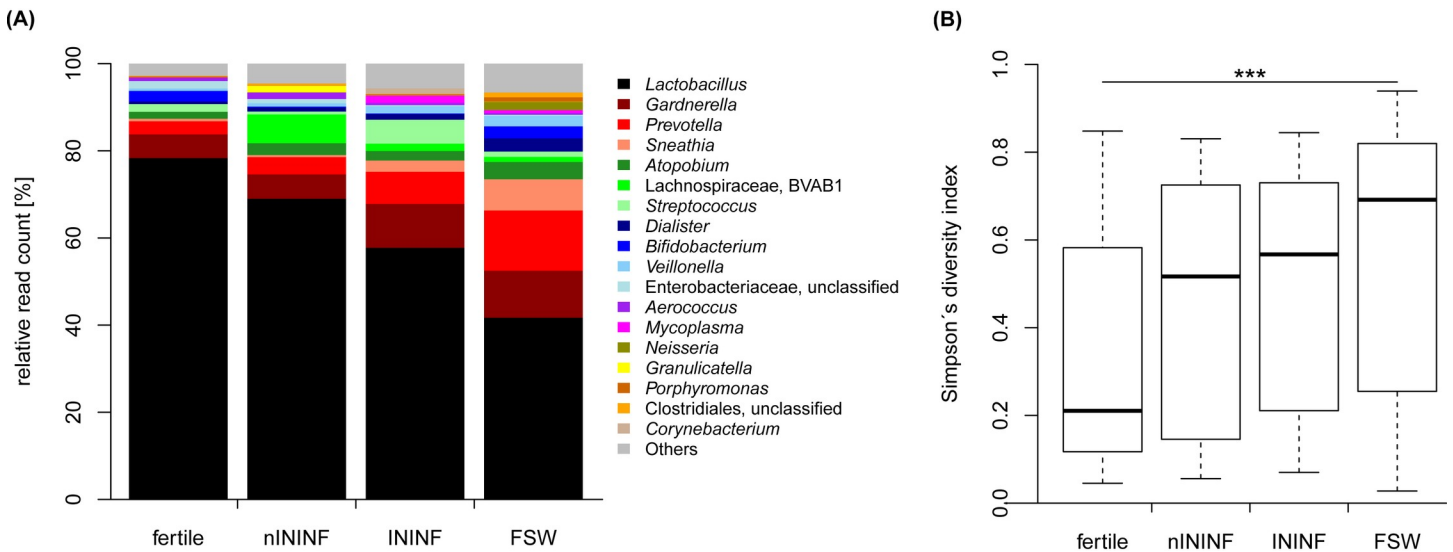 (A)
relative read count [%]
100
80
60
40
20
0
fertile
nININF
ININF
FSW
Lactobacillus
Gardnerella
Prevotella
Sneathia
Atopobium
Lachnospiraceae, BVAB1
Streptococcus
Dialister
Bifidobacterium
Veillonella
Enterobacteriaceae, unclassified
Aerococcus
Mycoplasma
Neisseria
Granulicatella
Porphyromonas
Clostridiales, unclassified
Corynebacterium
Others
(B)
Simpson´s diversity index
1.0
0.8
0.6
0.4
0.2
0.0
***
fertile
nININF
ININF
FSW